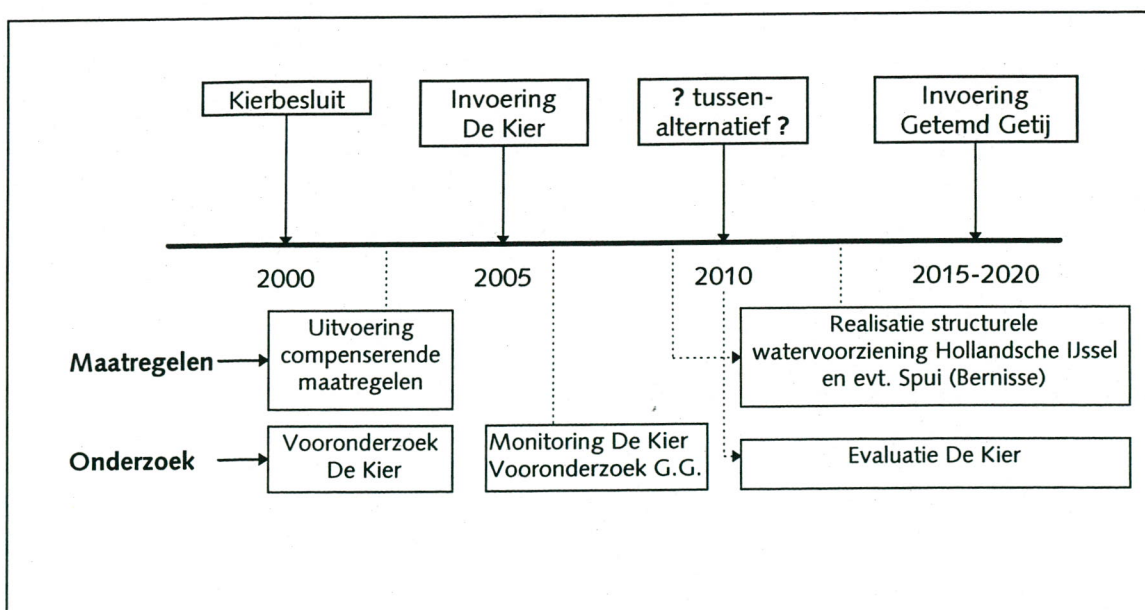 Kierbesluit
Invoering
De Kier
? tussen-
alternatief ?
Invoering
Getemd Getij
2000
2005
2010
2015-2020
Maatregelen
Uitvoering
compenserende
maatregelen
Realisatie structurele
watervoorziening Hollandsche IJssel
en evt. Spui (Bernisse)
Onderzoek
Vooronderzoek
De Kier
Monitoring De Kier
Vooronderzoek G.G.
Evaluatie De Kier